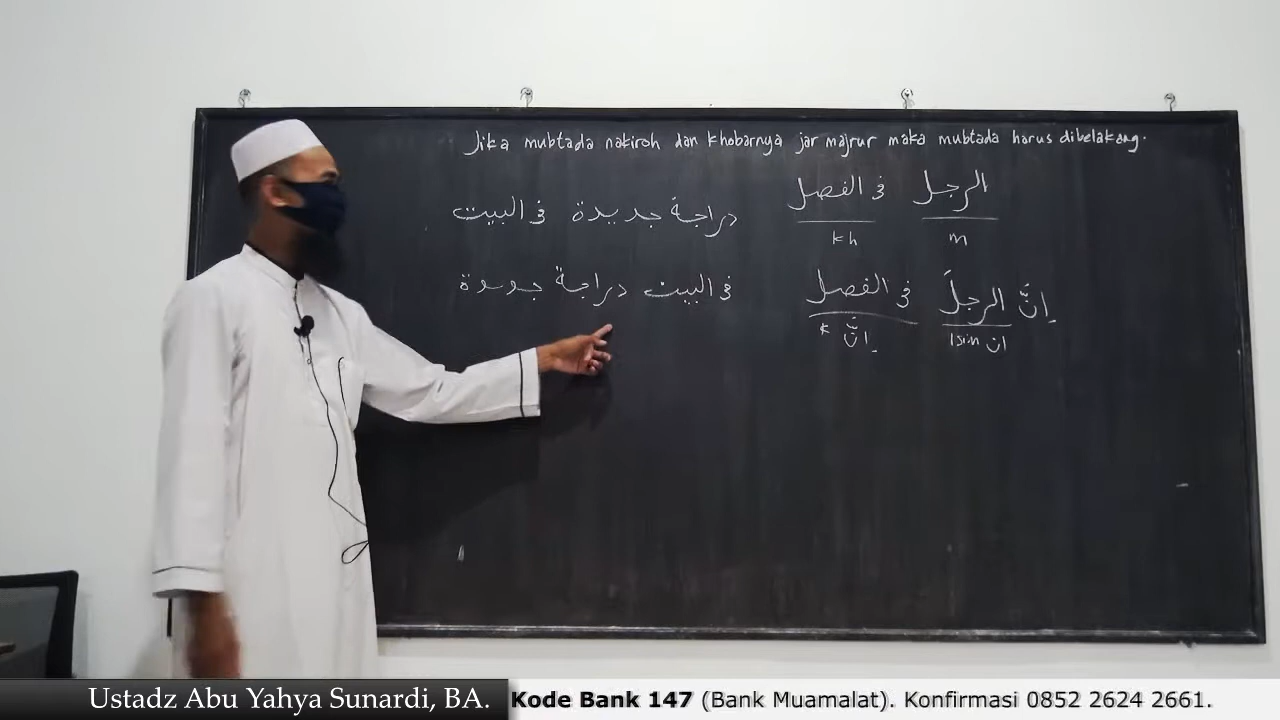 Jika mubtada nakiroh dan khobarnya jar majrur maka mubtada harus dibelakang.
الرجل في الفصل
m kh
دراجة جديدة في البيت
إنّ الرجلَ في الفصل
ان isim
إنّ k
في البيت دراجة
Ustadz Abu Yahya Sunardi, BA.
Kode Bank 147 (Bank Muamalat). Konfirmasi 0852 2624 2661.